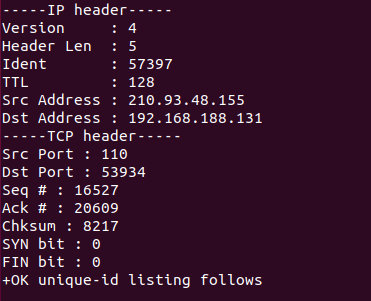 -----IP header-----
Version     : 4
Header Len  : 5
Ident       : 57397
TTL         : 128
Src Address : 210.93.48.155
Dst Address : 192.168.188.131
-----TCP header-----
Src Port : 110
Dst Port : 53934
Seq # : 16527
Ack # : 20609
Chksum : 8217
SYN bit : 0
FIN bit : 0
+OK unique-id listing follows